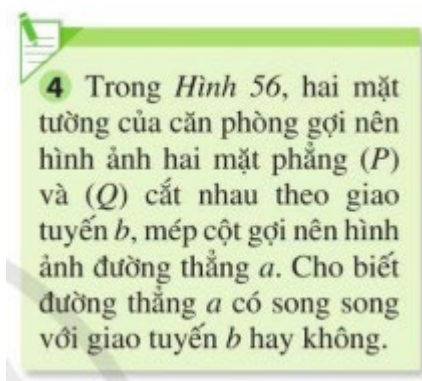 4 Trong Hình 56, hai mặt
tường của căn phòng gợi nên
hình ảnh hai mặt phẳng (P)
và (Q) cắt nhau theo giao
tuyến b, mép cột gợi nên hình
ảnh đường thẳng a. Cho biết
đường thẳng a có song song
với giao tuyến b hay không.